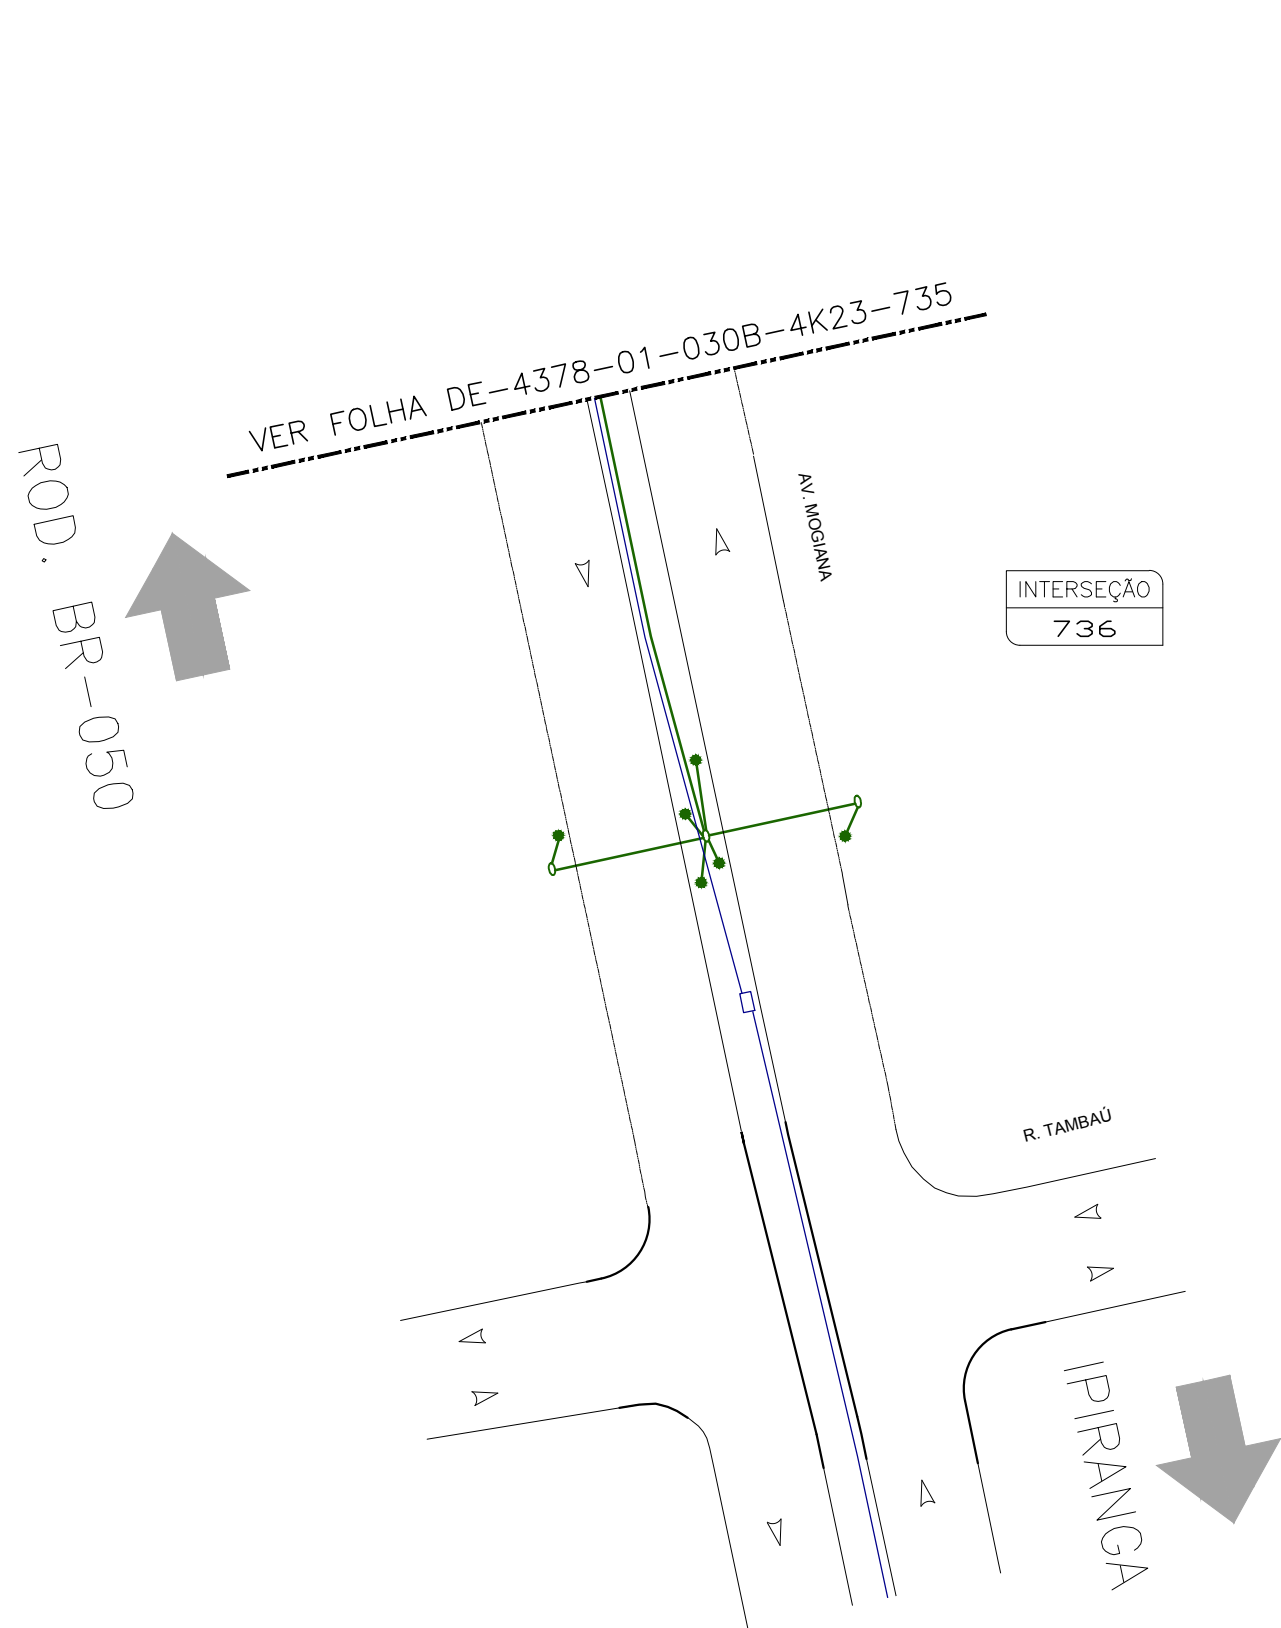 VER FOLHA DE-4378-01-030B-4K23-735
ROD. BR-050
AV. MOGIANA
INTERSEÇÃO
736
R. TAMBAÚ
IPIRANGA